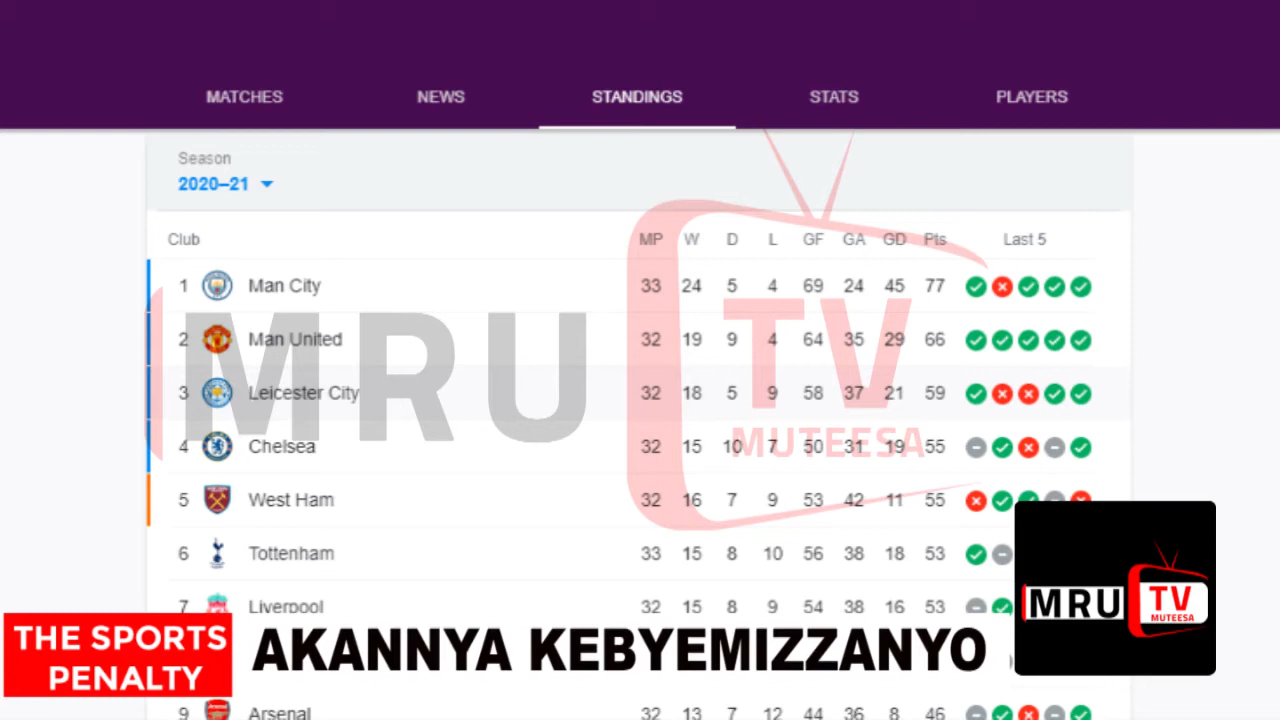 MATCHES NEWS STANDINGS STATS PLAYERS
Season
2020–21
Club MP W D L GF GA GD Pts Last 5
1 Man City 33 24 5 4 69 24 45 77
2 Man United 32 19 9 4 64 35 29 66
3 Leicester City 32 18 5 9 58 37 21 59
4 Chelsea 32 15 10 7 50 31 19 55
5 West Ham 32 16 7 9 53 42 11 55
6 Tottenham 33 15 8 10 56 38 18 53
7 Liverpool 32 15 8 9 54 38 16 53
9 Arsenal 32 13 7 12 44 36 8 46
MRU TV
MUTEESA
MRU TV
MUTEESA
THE SPORTS
PENALTY
AKANNYA KEBYEMIZZANYO